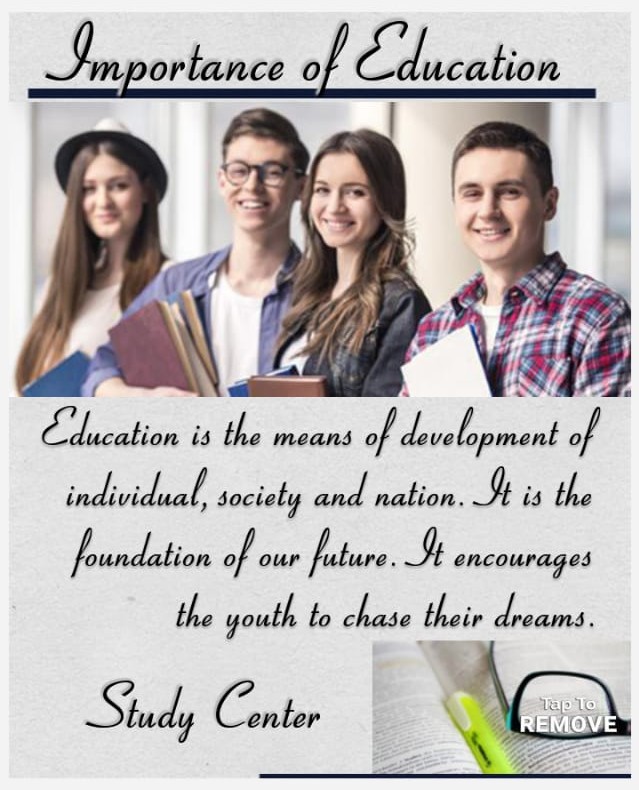 Importance of Education
Education is the means of development of
individual, society and nation. It is the
foundation of our future. It encourages
the youth to chase their dreams.
Study Center
Tap To
REMOVE